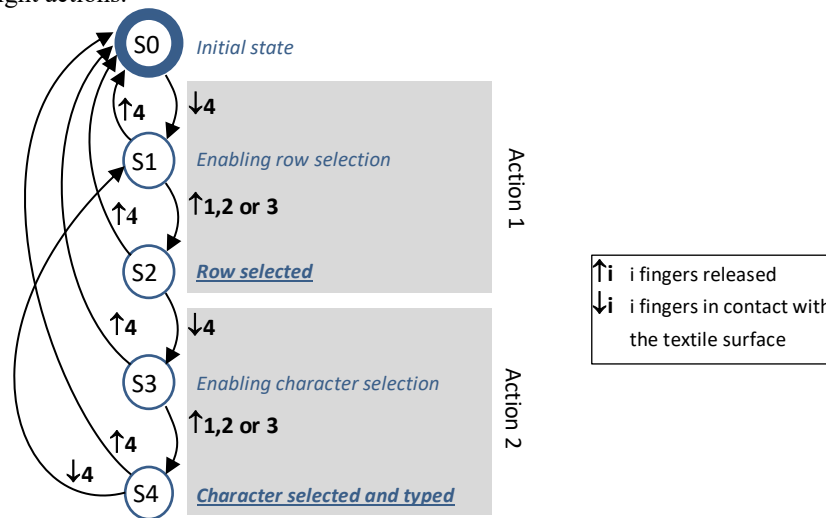 S0
Initial state
↑4
↓4
S1
Enabling row selection
↑1,2 or 3
↑4
S2
Row selected
Action 1
↑4
↓4
S3
Enabling character selection
↑1,2 or 3
↑4
↓4
S4
Character selected and typed
Action 2
↑i i fingers released
↓i i fingers in contact with
the textile surface